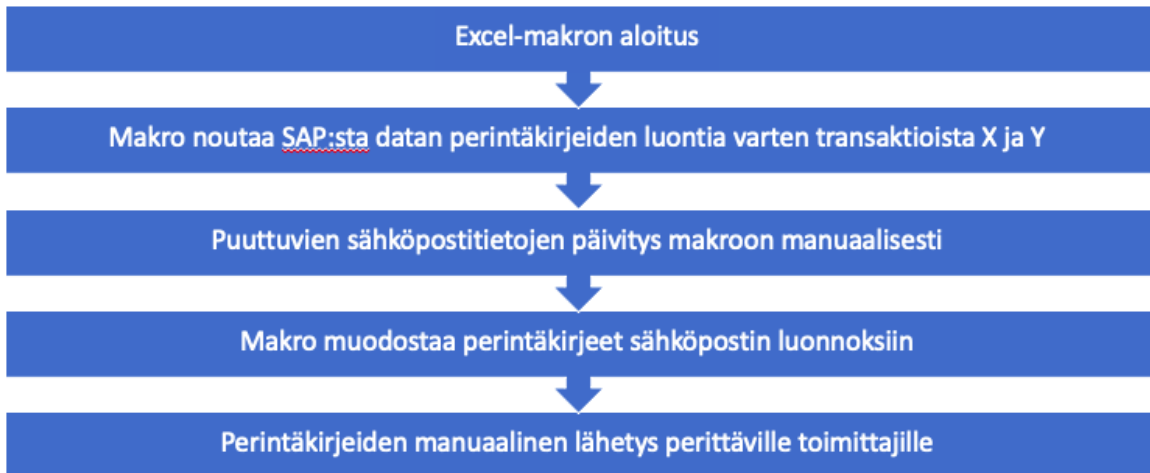 Excel-makron aloitus
Makro noutaa SAP:sta datan perintäkirjeiden luontia varten transaktioista X ja Y
Puuttuvien sähköpostitietojen päivitys makroon manuaalisesti
Makro muodostaa perintäkirjeet sähköpostin luonnoksiin
Perintäkirjeiden manuaalinen lähetys perittäville toimittajille